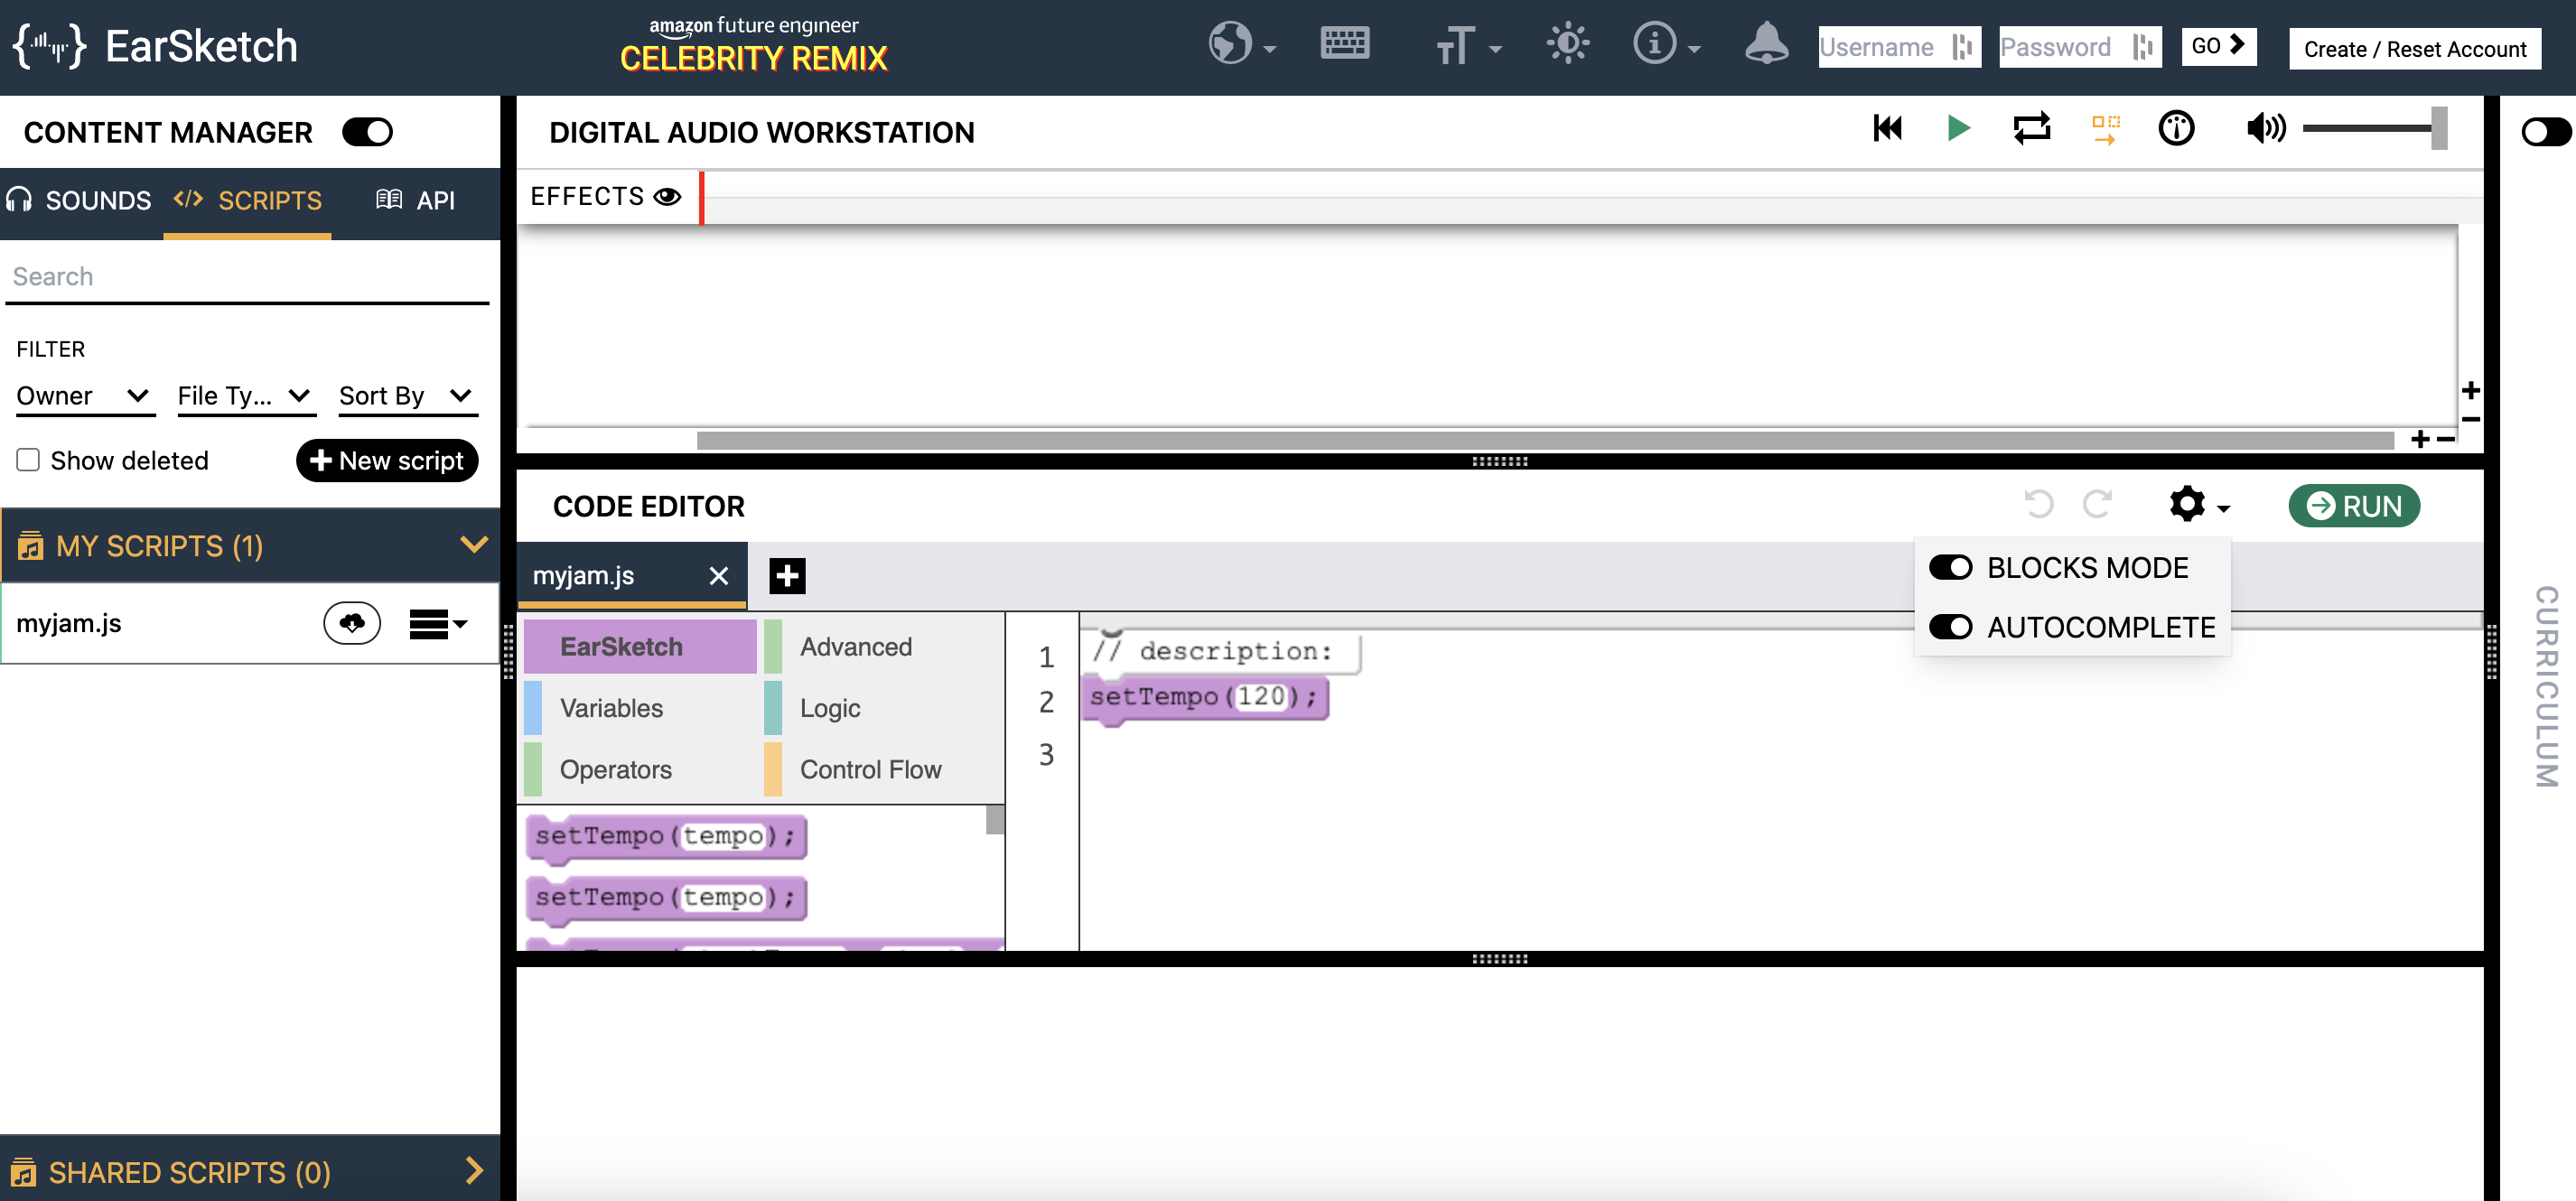 EarSketch
amazon future engineer
CELEBRITY REMIX
Username
Password
GO
Create / Reset Account
CONTENT MANAGER
SOUNDS
SCRIPTS
API
Search
FILTER
Owner
File Ty...
Sort By
Show deleted
New script
MY SCRIPTS (1)
myjam.js
SHARED SCRIPTS (0)
DIGITAL AUDIO WORKSTATION
EFFECTS
CODE EDITOR
RUN
BLOCKS MODE
AUTOCOMPLETE
myjam.js
EarSketch
Advanced
Variables
Logic
Operators
Control Flow
setTempo(tempo);
setTempo(tempo);
1
// description:
2
setTempo(120);
3
CURRICULUM